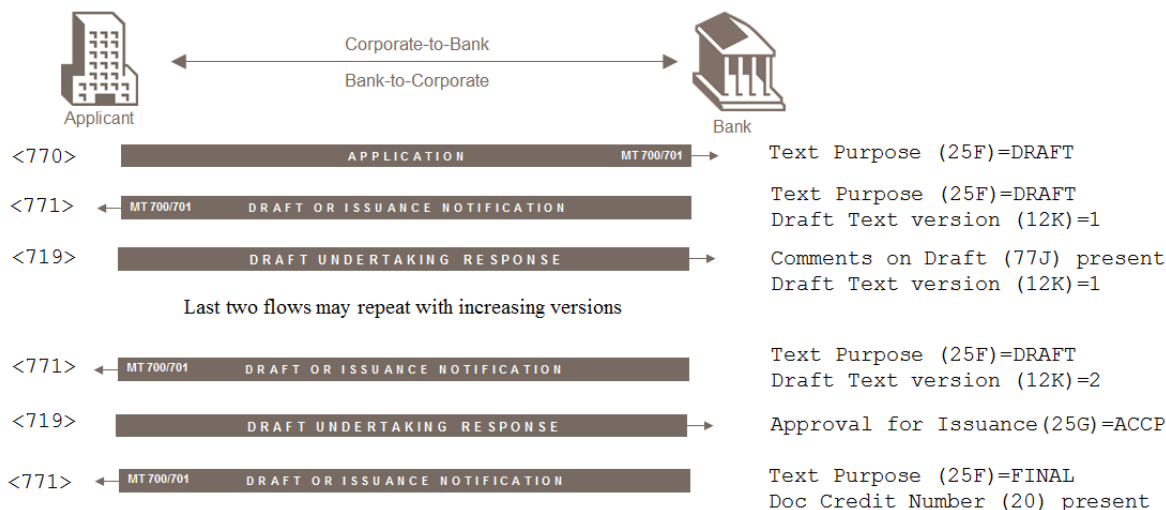 Corporate-to-Bank
Bank-to-Corporate
Applicant
Bank
<770> APPLICATION MT 700/701 Text Purpose (25F)=DRAFT
<771> MT 700/701 DRAFT OR ISSUANCE NOTIFICATION Text Purpose (25F)=DRAFT
Draft Text version (12K)=1
<719> DRAFT UNDERTAKING RESPONSE Comments on Draft (77J) present
Draft Text version (12K)=1
Last two flows may repeat with increasing versions
<771> MT 700/701 DRAFT OR ISSUANCE NOTIFICATION Text Purpose (25F)=DRAFT
Draft Text version (12K)=2
<719> DRAFT UNDERTAKING RESPONSE Approval for Issuance(25G)=ACCP
<771> MT 700/701 DRAFT OR ISSUANCE NOTIFICATION Text Purpose (25F)=FINAL
Doc Credit Number (20) present